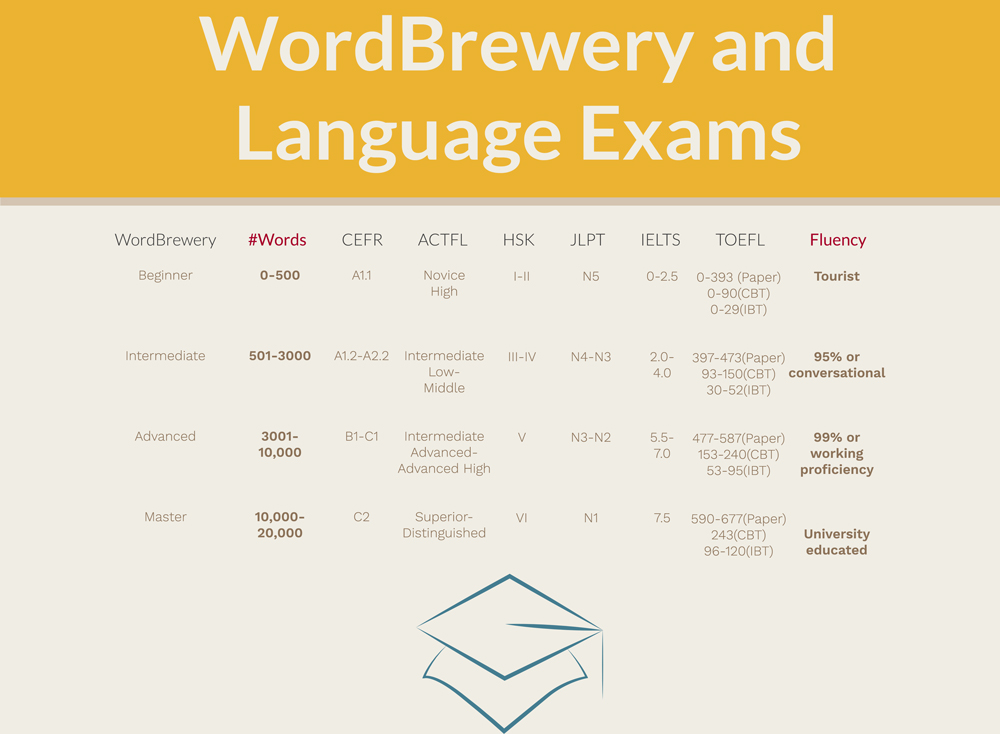 WordBrewery and
Language Exams
WordBrewery #Words CEFR ACTFL HSK JLPT IELTS TOEFL Fluency
Beginner 0-500 A1.1 Novice I-II N5 0-2.5 0-393 (Paper) Tourist
High 0-90(CBT)
0-29(IBT)
Intermediate 501-3000 A1.2-A2.2 Intermediate III-IV N4-N3 2.0- 397-473(Paper) 95% or
Low- 4.0 93-150(CBT) conversational
Middle 30-52(IBT)
Advanced 3001- B1-C1 Intermediate V N3-N2 5.5- 477-587(Paper) 99% or
10,000 Advanced- 7.0 153-240(CBT) working
Advanced High 53-95(IBT) proficiency
Master 10,000- C2 Superior- VI N1 7.5 590-677(Paper)
20,000 Distinguished 243(CBT) University
96-120(IBT) educated